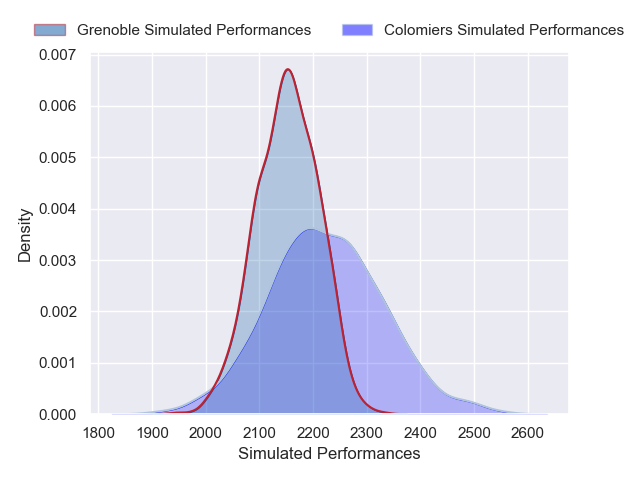 Grenoble Simulated Performances Colomiers Simulated Performances
0.007
0.006
0.005
0.004
0.003
0.002
0.001
0.000
Density
1800 1900 2000 2100 2200 2300 2400 2500 2600
Simulated Performances